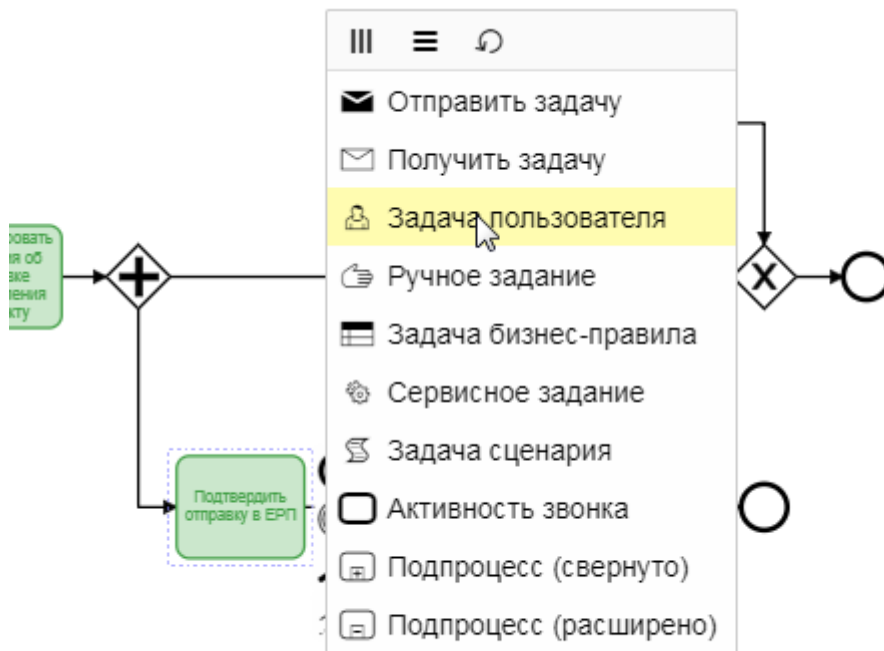 Отправить задачу
Получить задачу
Задача пользователя
Ручное задание
Задача бизнес-правила
Сервисное задание
Задача сценария
Активность звонка
Подпроцесс (свернуто)
Подпроцесс (расширено)
Подтвердить
отправку в ЕРП